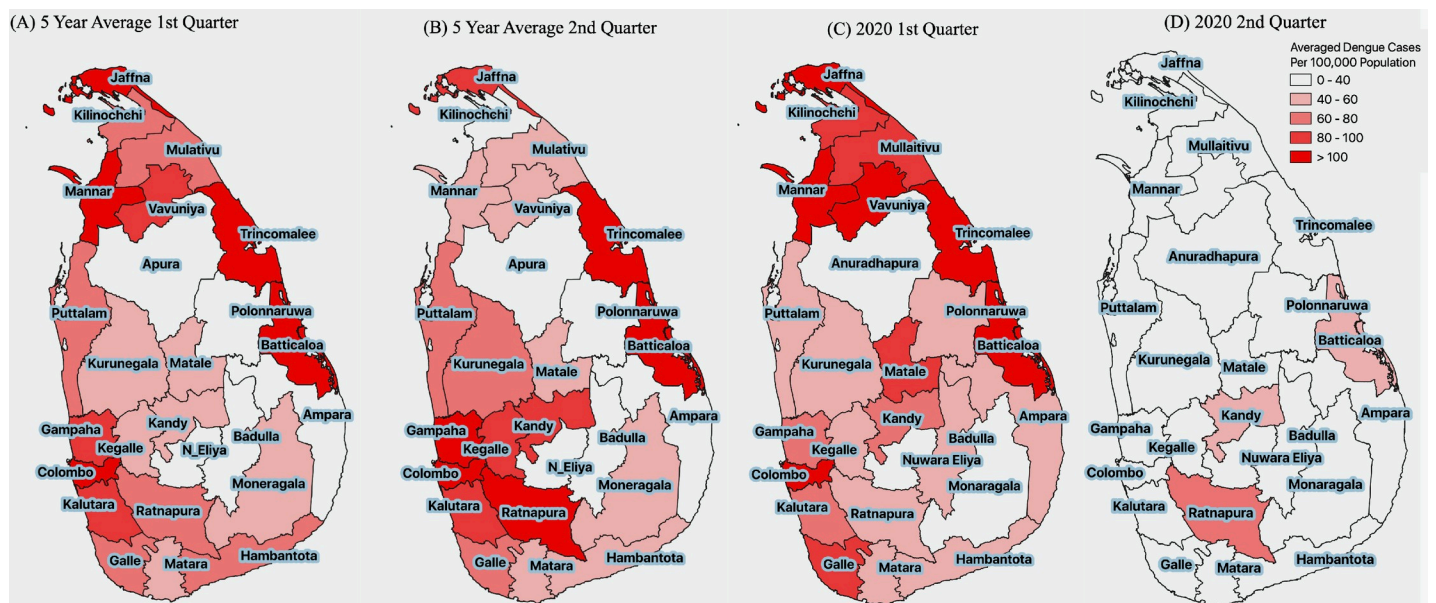 (A) 5 Year Average 1st Quarter
Jaffna
Kilinochchi
Mulativu
Mannar
Vavuniya
Trincomalee
Apura
Puttalam
Polonnaruwa
Batticaloa
Kurunegala
Matale
Ampara
Gampaha
Kandy
Badulla
Kegalle
N_Eliya
Colombo
Moneragala
Kalutara
Ratnapura
Hambantota
Galle
Matara
(B) 5 Year Average 2nd Quarter
Jaffna
Kilinochchi
Mulativu
Mannar
Vavuniya
Trincomalee
Apura
Puttalam
Polonnaruwa
Batticaloa
Kurunegala
Matale
Ampara
Gampaha
Kandy
Badulla
Kegalle
N_Eliya
Colombo
Moneragala
Kalutara
Ratnapura
Hambantota
Galle
Matara
(C) 2020 1st Quarter
Jaffna
Kilinochchi
Mullaitivu
Mannar
Vavuniya
Trincomalee
Anuradhapura
Puttalam
Polonnaruwa
Batticaloa
Kurunegala
Matale
Ampara
Kandy
Gampaha
Badulla
Kegalle
Nuwara Eliya
Colombo
Monaragala
Kalutara
Ratnapura
Hambantota
Galle
Matara
(D) 2020 2nd Quarter
Averaged Dengue Cases
Per 100,000 Population
0 - 40
40 - 60
60 - 80
80 - 100
> 100
Jaffna
Kilinochchi
Mullaitivu
Mannar
Trincomalee
Anuradhapura
Puttalam
Polonnaruwa
Batticaloa
Kurunegala
Matale
Ampara
Kandy
Gampaha
Badulla
Kegalle
Nuwara Eliya
Colombo
Monaragala
Kalutara
Ratnapura
Hambantota
Galle
Matara